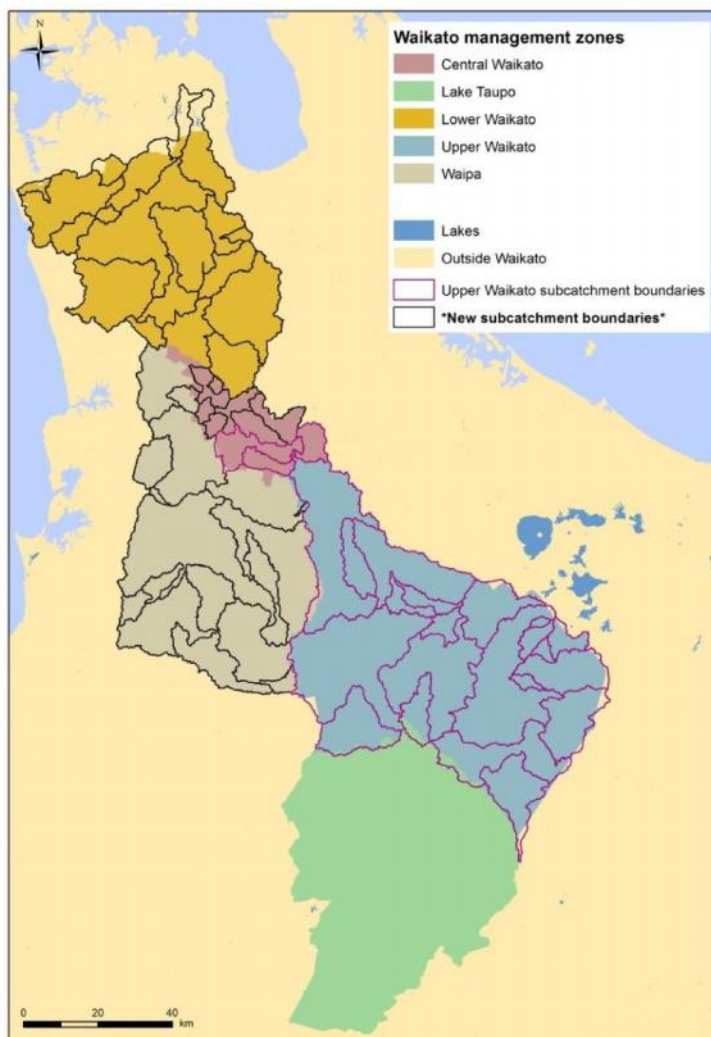 N
Waikato management zones
Central Waikato
Lake Taupo
Lower Waikato
Upper Waikato
Waipa
Lakes
Outside Waikato
Upper Waikato subcatchment boundaries
*New subcatchment boundaries*
0 20 40
km